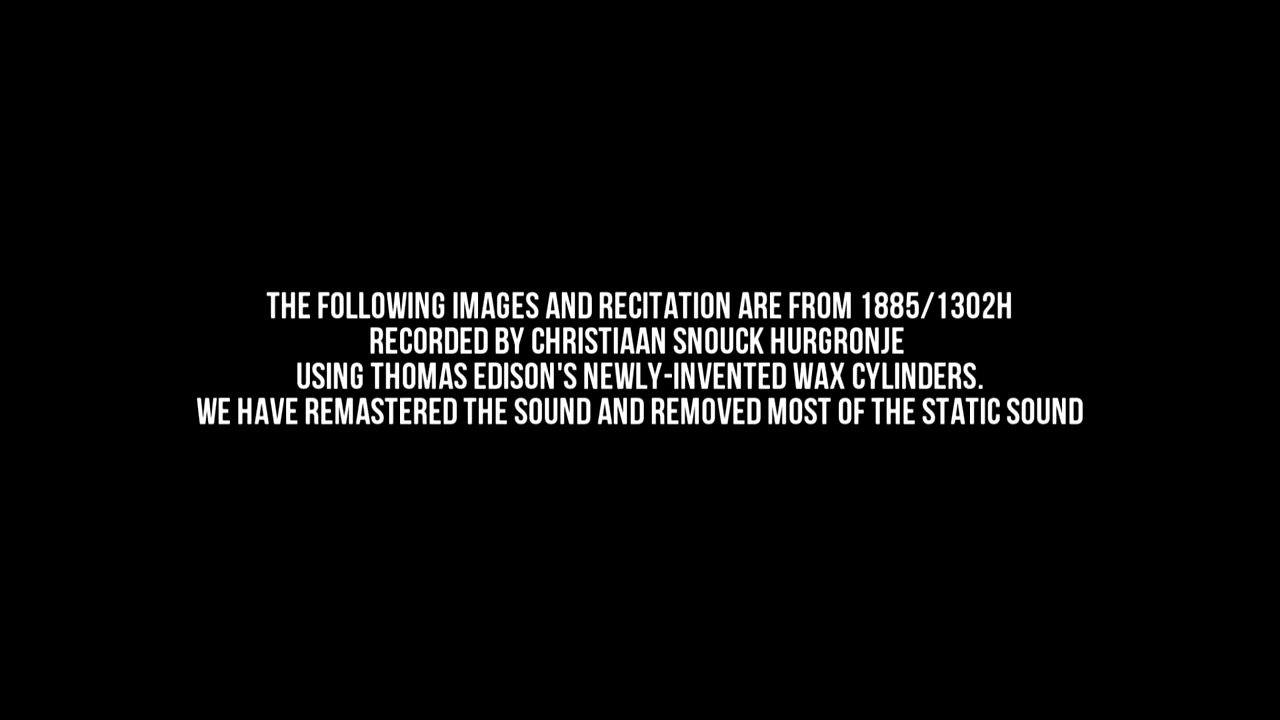 THE FOLLOWING IMAGES AND RECITATION ARE FROM 1885/1302H
RECORDED BY CHRISTIAAN SNOUCK HURGRONJE
USING THOMAS EDISON'S NEWLY-INVENTED WAX CYLINDERS.
WE HAVE REMASTERED THE SOUND AND REMOVED MOST OF THE STATIC SOUND